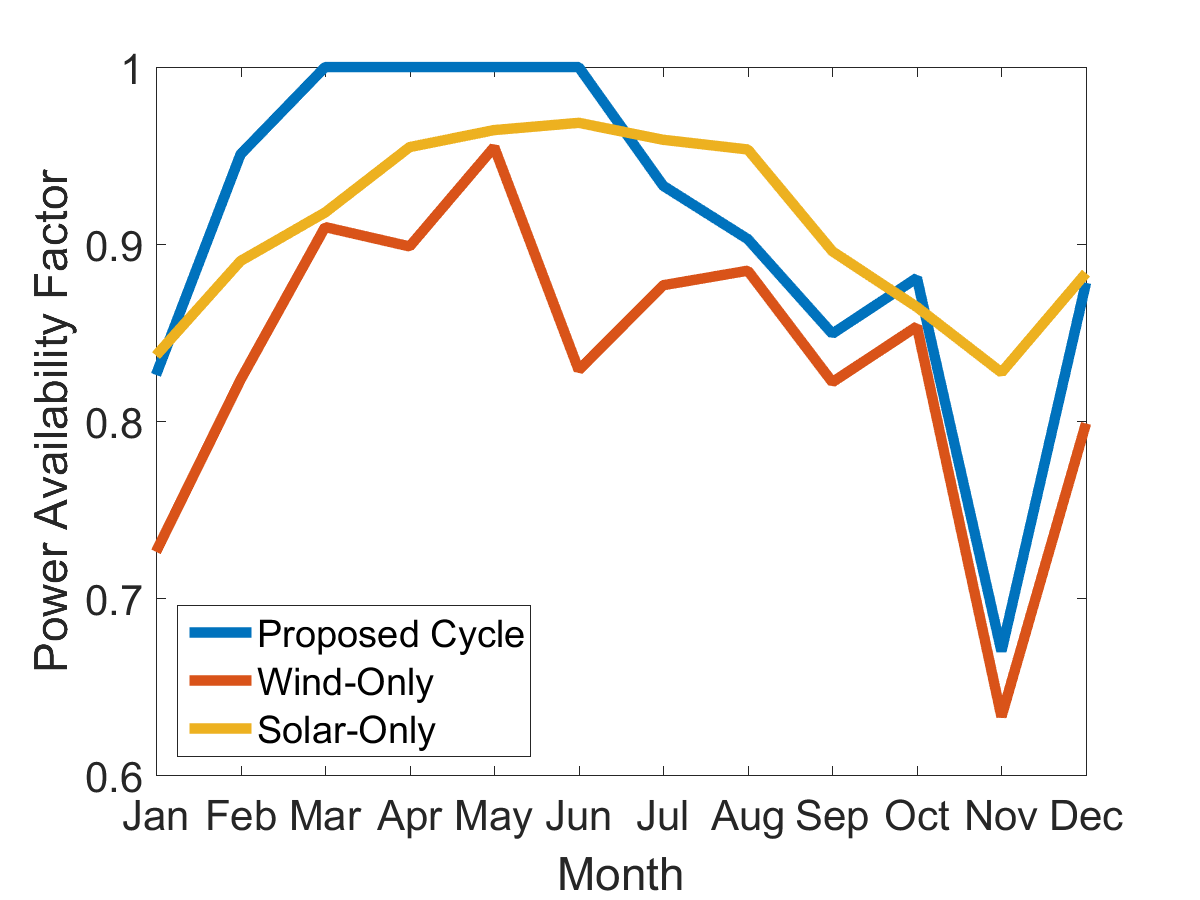 1
0.9
0.8
0.7
0.6
Power Availability Factor
Proposed Cycle
Wind-Only
Solar-Only
Jan Feb Mar Apr May Jun Jul Aug Sep Oct Nov Dec
Month